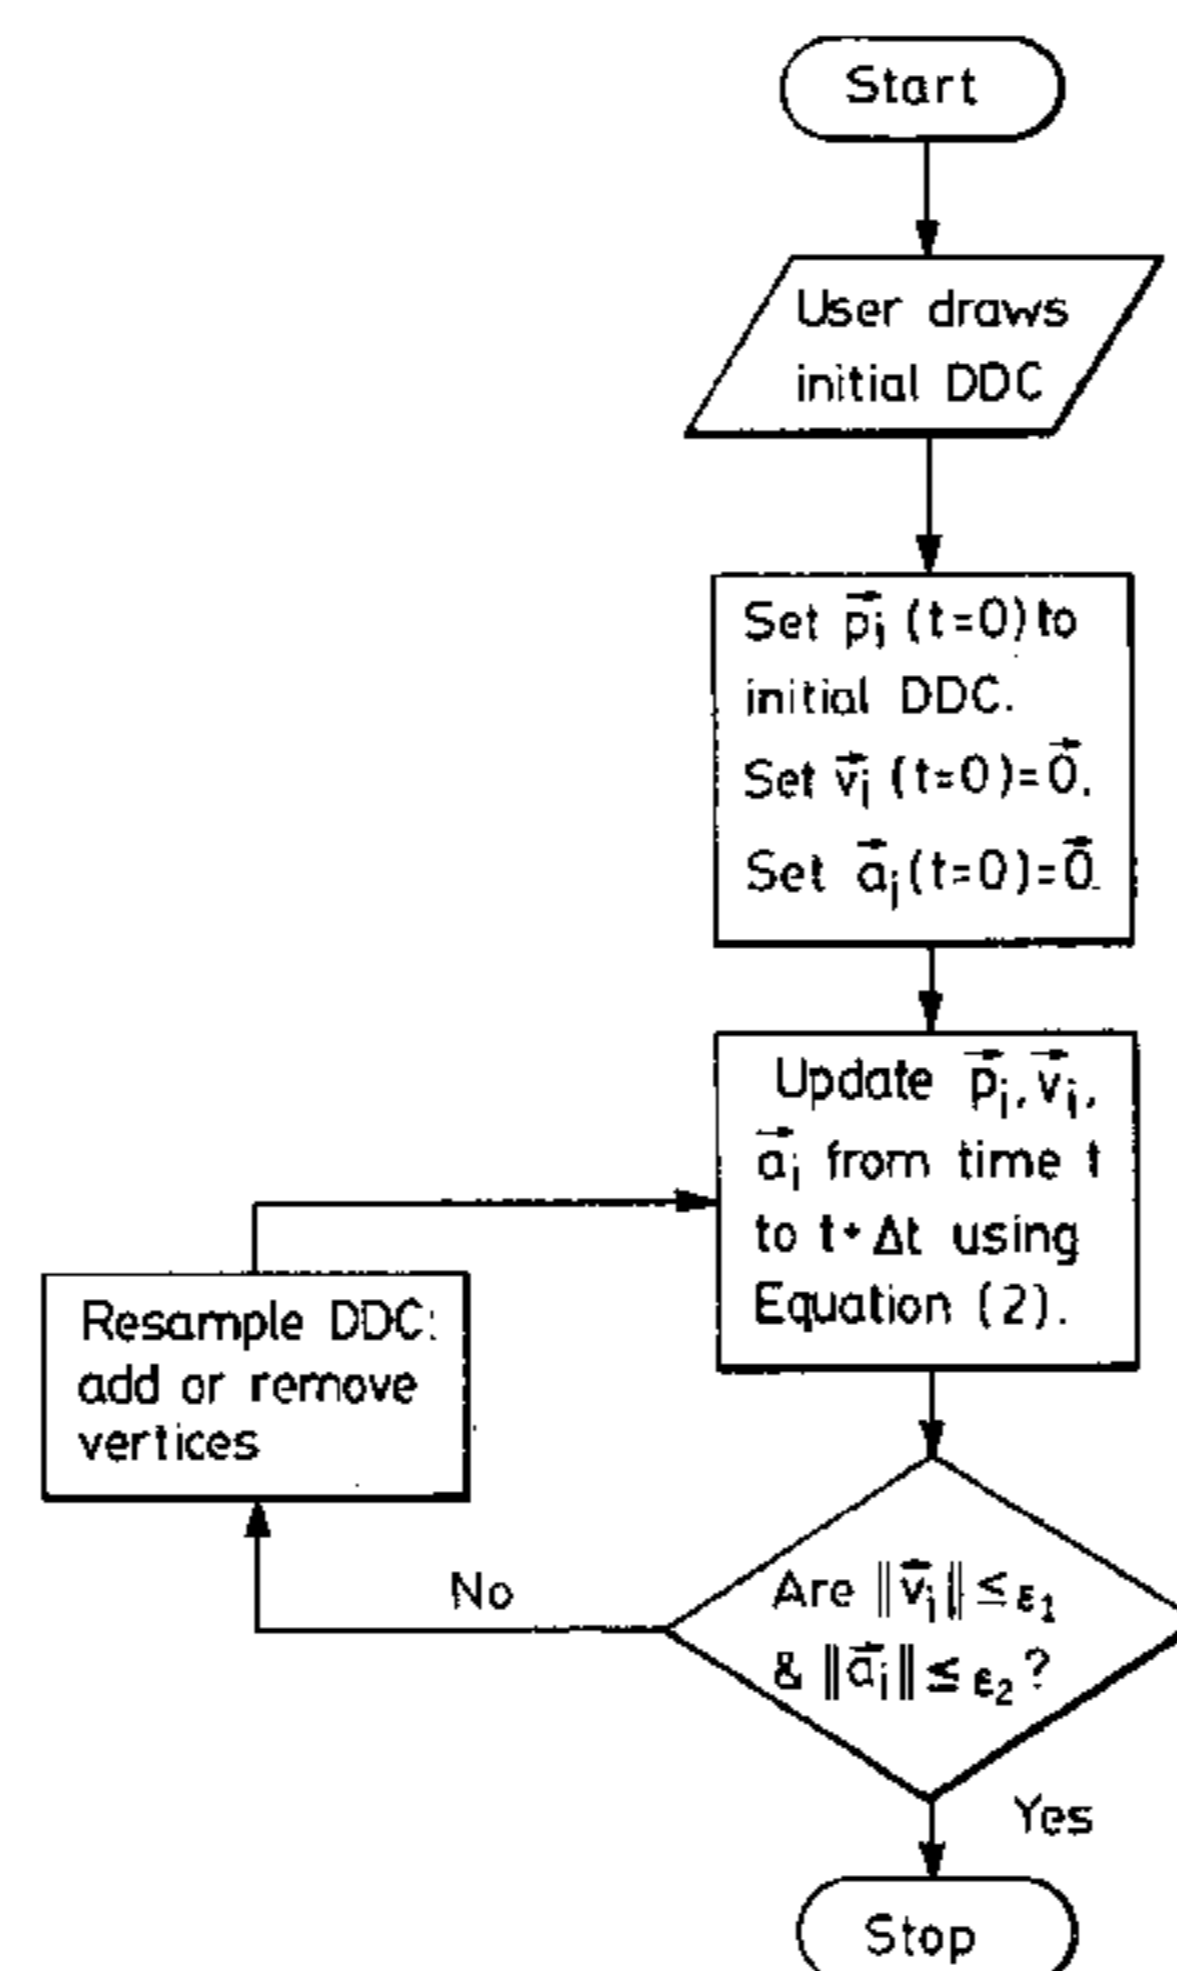 Start
User draws
initial DDC
Set p⃗ᵢ (t=0) to
initial DDC.
Set v⃗ᵢ (t=0)=0⃗.
Set a⃗ᵢ (t=0)=0⃗.
Update p⃗ᵢ, v⃗ᵢ,
a⃗ᵢ from time t
to t+Δt using
Equation (2).
Resample DDC:
add or remove
vertices
No
Are ‖v⃗ᵢ‖ ≤ ε₁
& ‖a⃗ᵢ‖ ≤ ε₂?
Yes
Stop